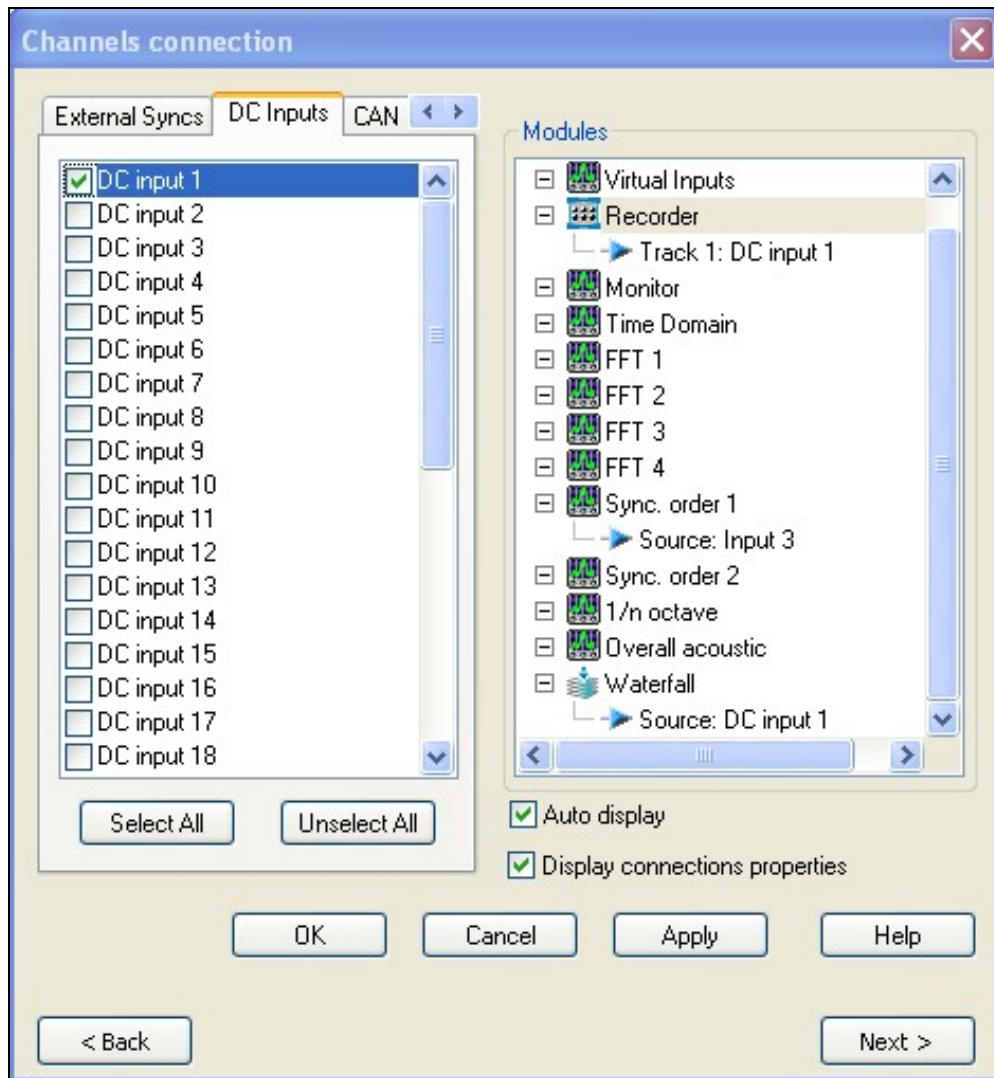 Channels connection
External Syncs
DC Inputs
CAN
DC input 1
DC input 2
DC input 3
DC input 4
DC input 5
DC input 6
DC input 7
DC input 8
DC input 9
DC input 10
DC input 11
DC input 12
DC input 13
DC input 14
DC input 15
DC input 16
DC input 17
DC input 18
Select All
Unselect All
Modules
Virtual Inputs
Recorder
Track 1: DC input 1
Monitor
Time Domain
FFT 1
FFT 2
FFT 3
FFT 4
Sync. order 1
Source: Input 3
Sync. order 2
1/n octave
Overall acoustic
Waterfall
Source: DC input 1
Auto display
Display connections properties
OK
Cancel
Apply
Help
< Back
Next >